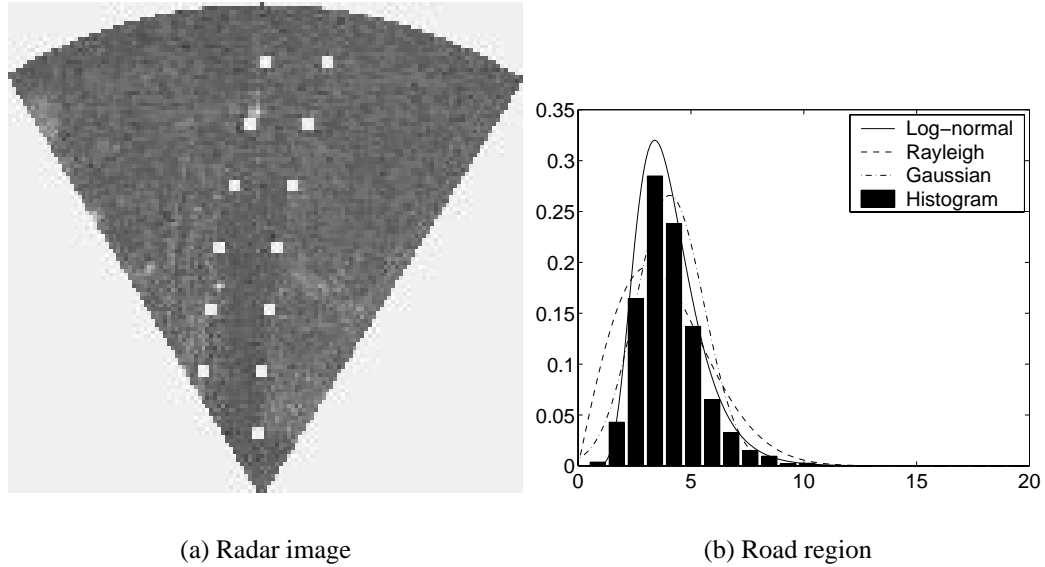 0.35
0.3
0.25
0.2
0.15
0.1
0.05
0
0
5
10
15
20
Log-normal
Rayleigh
Gaussian
Histogram
(a) Radar image
(b) Road region